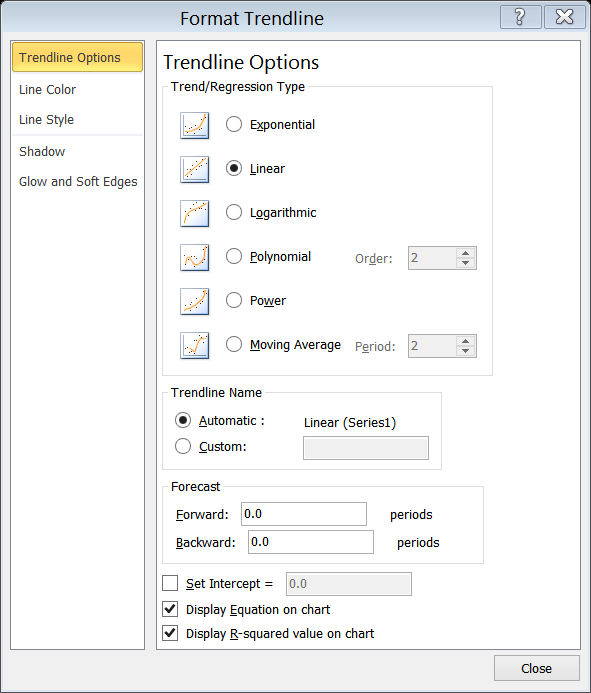 Format Trendline
?
Trendline Options
Line Color
Line Style
Shadow
Glow and Soft Edges
Trendline Options
Trend/Regression Type
Exponential
Linear
Logarithmic
Polynomial Order: 2
Power
Moving Average Period: 2
Trendline Name
Automatic : Linear (Series1)
Custom:
Forecast
Forward: 0.0 periods
Backward: 0.0 periods
Set Intercept = 0.0
Display Equation on chart
Display R-squared value on chart
Close